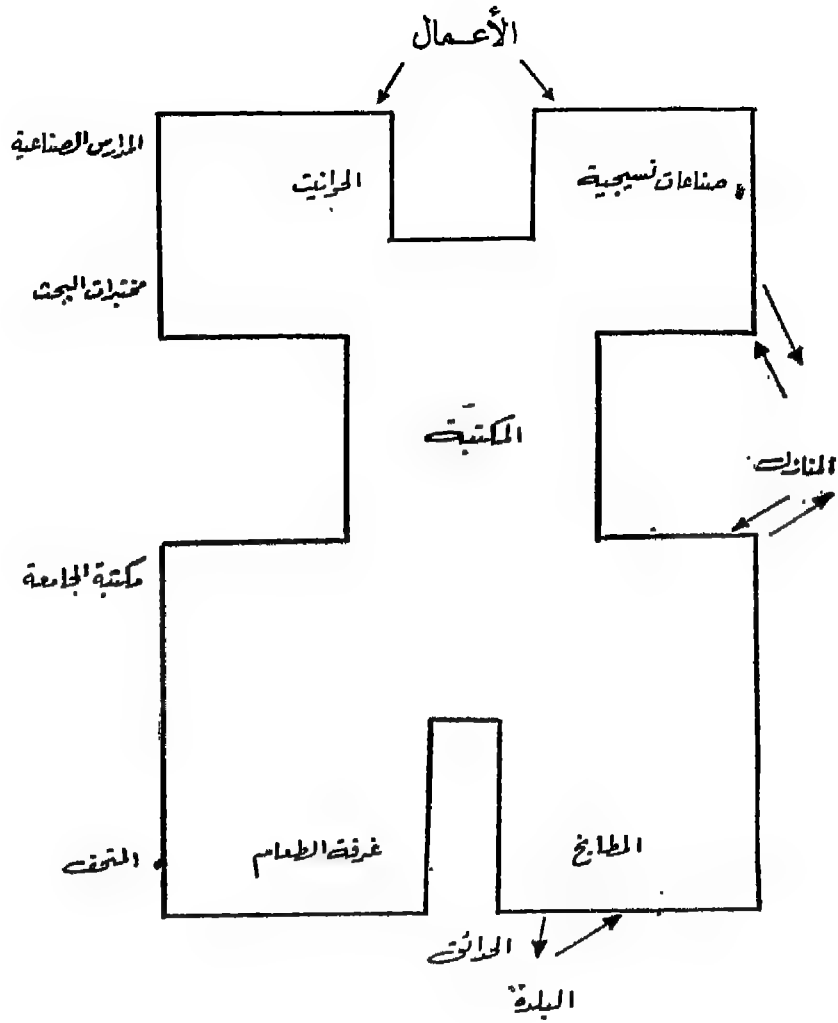 الأعمال
المدارس الصناعية
الحوانيت
صناعات نسيجية
مختبرات البحث
المكتبة
المنازل
مكتبة الجامعة
المتحف
غرفة الطعام
المطابخ
الحدائق
البلدة